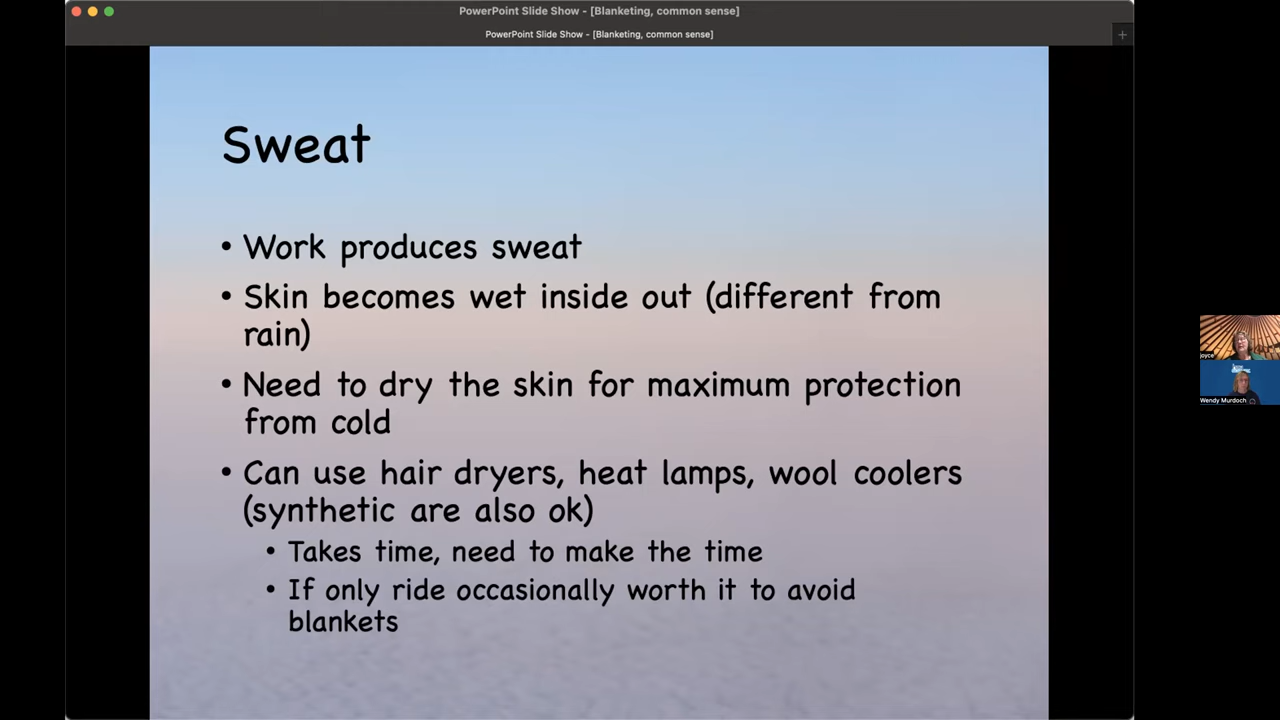 PowerPoint Slide Show - [Blanketing, common sense]
PowerPoint Slide Show - [Blanketing, common sense]
Sweat
• Work produces sweat
• Skin becomes wet inside out (different from
rain)
• Need to dry the skin for maximum protection
from cold
• Can use hair dryers, heat lamps, wool coolers
(synthetic are also ok)
• Takes time, need to make the time
• If only ride occasionally worth it to avoid
blankets
joyce
Wendy Murdoch